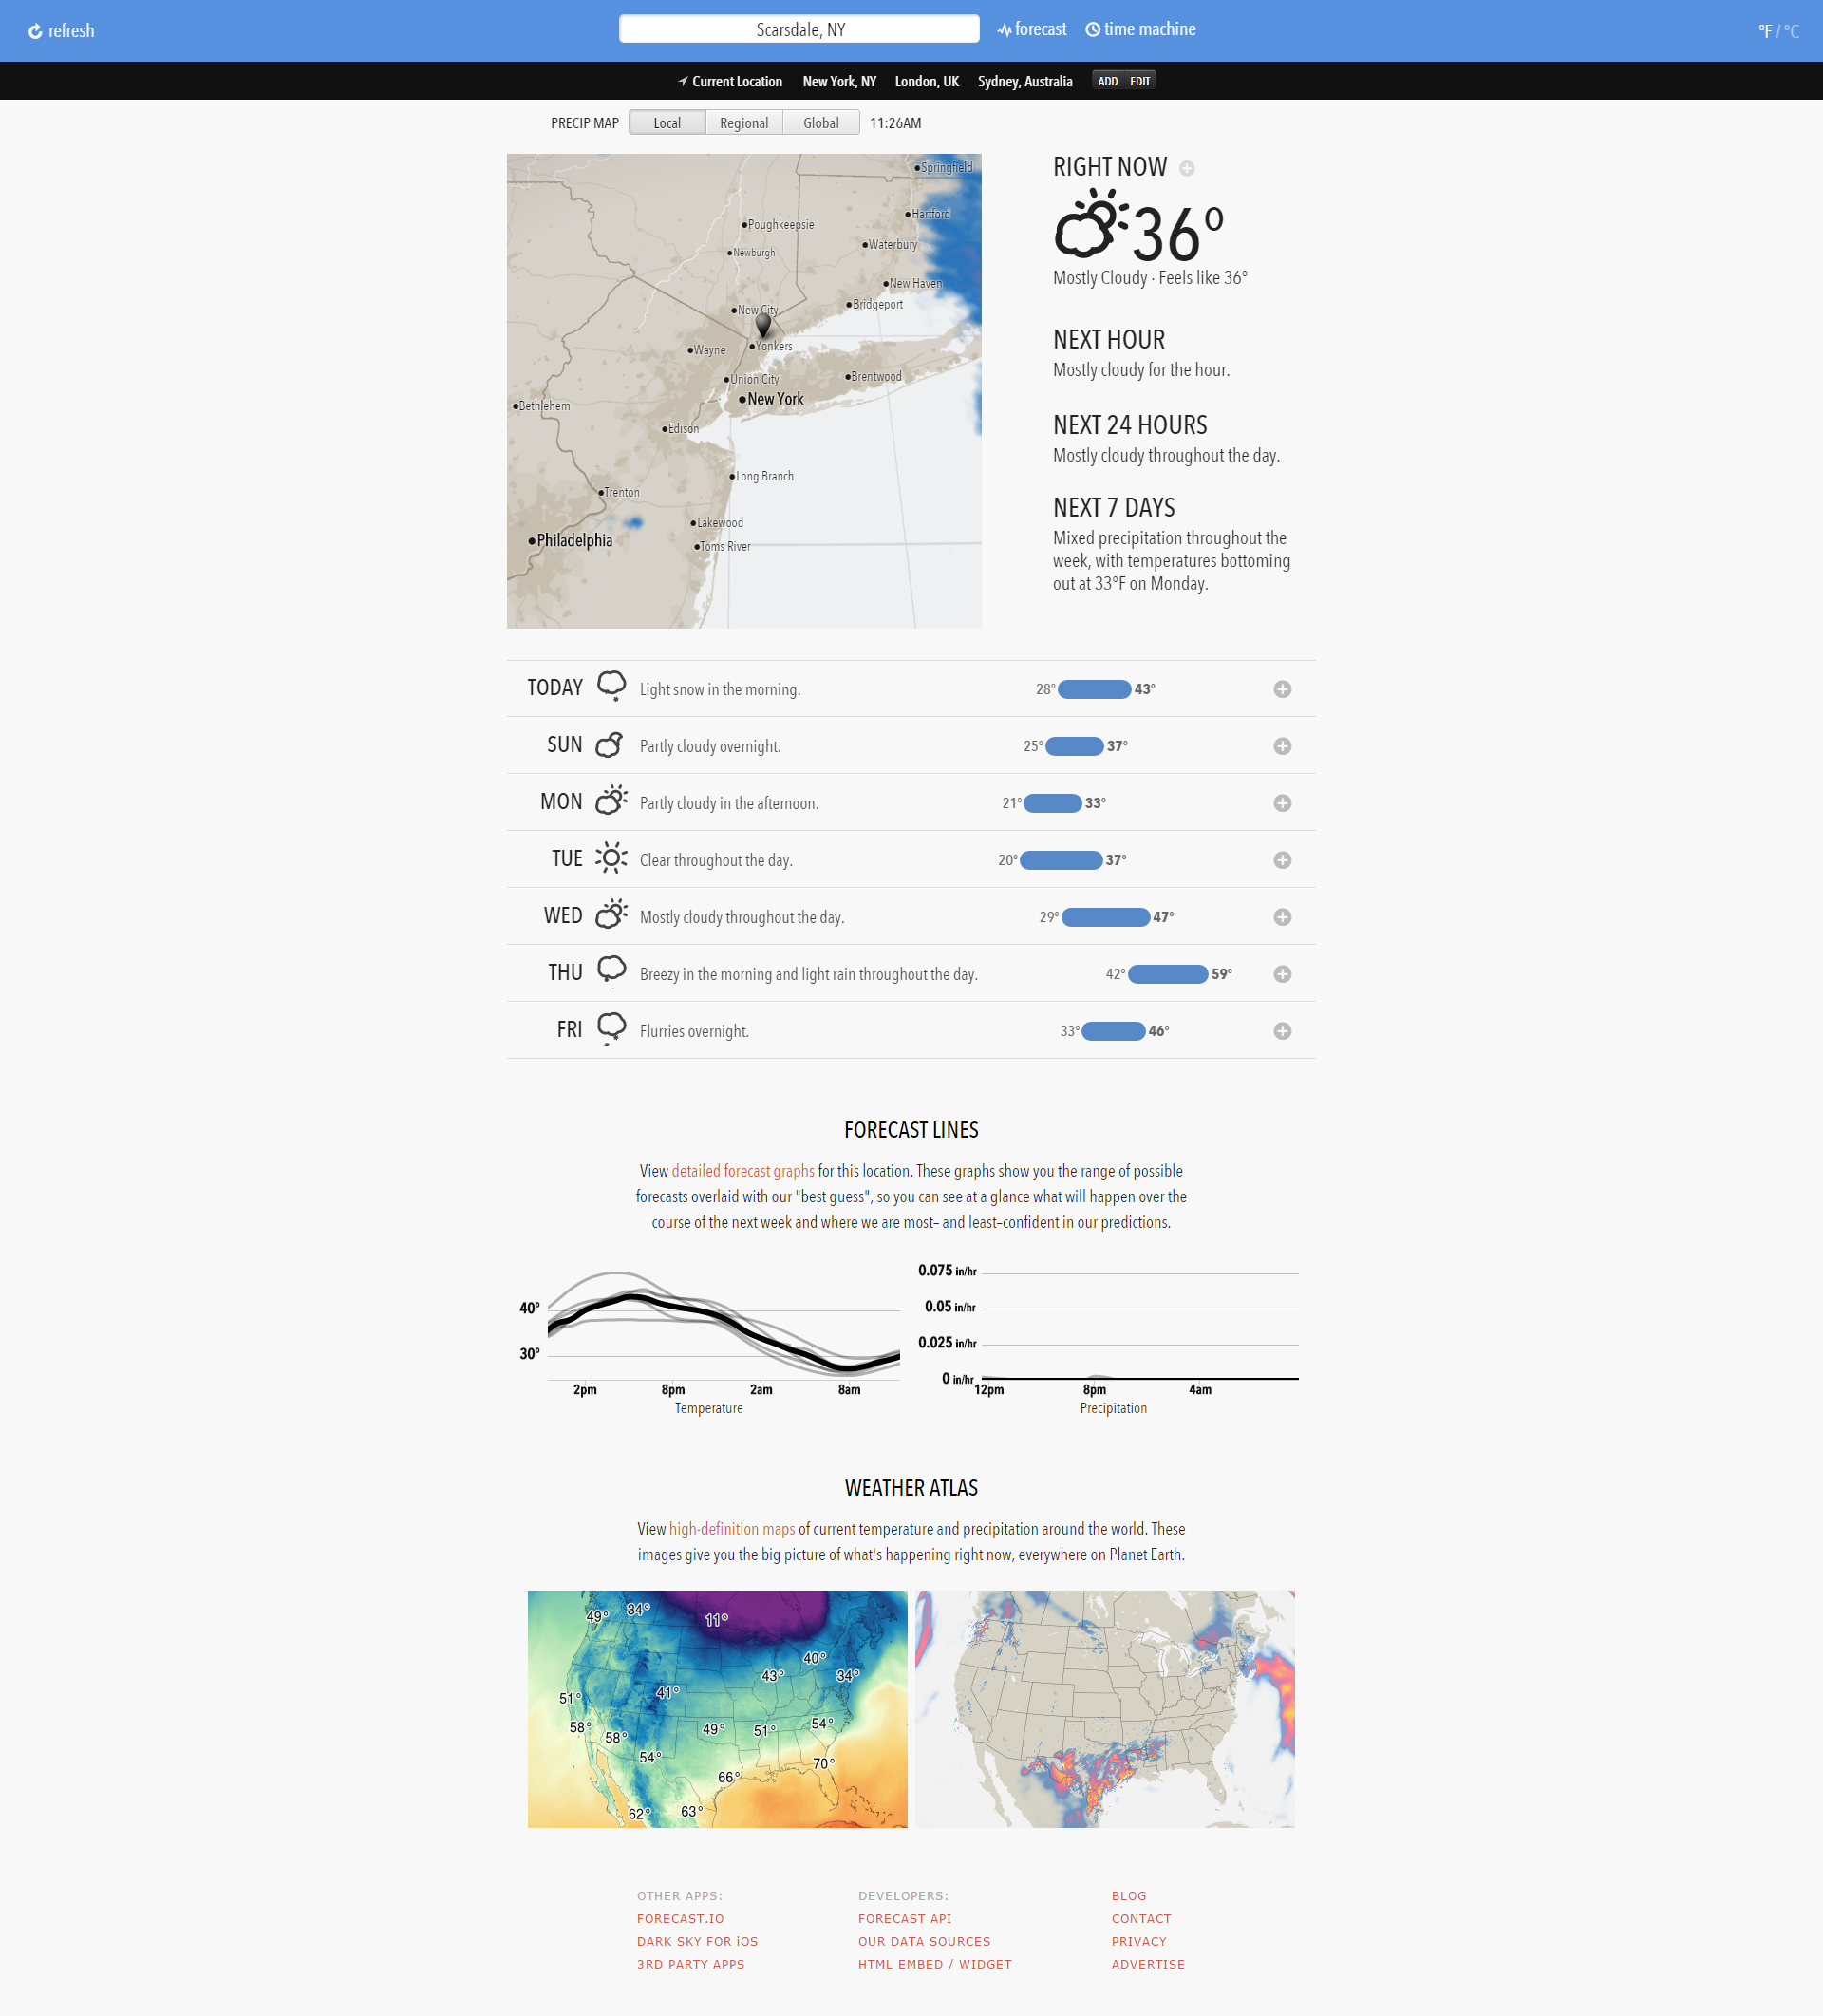 refresh
Scarsdale, NY
forecast
time machine
°F / °C
Current Location
New York, NY
London, UK
Sydney, Australia
ADD
EDIT
PRECIP MAP
Local
Regional
Global
11:26AM
Springfield
Hartford
Poughkeepsie
Waterbury
Newburgh
New Haven
Bridgeport
New City
Yonkers
Wayne
Union City
Brentwood
New York
Bethlehem
Edison
Long Branch
Trenton
Lakewood
Philadelphia
Toms River
RIGHT NOW
36°
Mostly Cloudy · Feels like 36°
NEXT HOUR
Mostly cloudy for the hour.
NEXT 24 HOURS
Mostly cloudy throughout the day.
NEXT 7 DAYS
Mixed precipitation throughout the
week, with temperatures bottoming
out at 33°F on Monday.
TODAY Light snow in the morning. 28° 43°
SUN Partly cloudy overnight. 25° 37°
MON Partly cloudy in the afternoon. 21° 33°
TUE Clear throughout the day. 20° 37°
WED Mostly cloudy throughout the day. 29° 47°
THU Breezy in the morning and light rain throughout the day. 42° 59°
FRI Flurries overnight. 33° 46°
FORECAST LINES
View detailed forecast graphs for this location. These graphs show you the range of possible
forecasts overlaid with our "best guess", so you can see at a glance what will happen over the
course of the next week and where we are most– and least–confident in our predictions.
40°
30°
2pm 8pm 2am 8am
Temperature
0.075 in/hr
0.05 in/hr
0.025 in/hr
0 in/hr
12pm 8pm 4am
Precipitation
WEATHER ATLAS
View high-definition maps of current temperature and precipitation around the world. These
images give you the big picture of what's happening right now, everywhere on Planet Earth.
49° 34° 11°
40°
43° 34°
51° 41°
58° 58° 49° 51° 54°
54° 70°
66°
62° 63°
OTHER APPS:
FORECAST.IO
DARK SKY FOR iOS
3RD PARTY APPS
DEVELOPERS:
FORECAST API
OUR DATA SOURCES
HTML EMBED / WIDGET
BLOG
CONTACT
PRIVACY
ADVERTISE